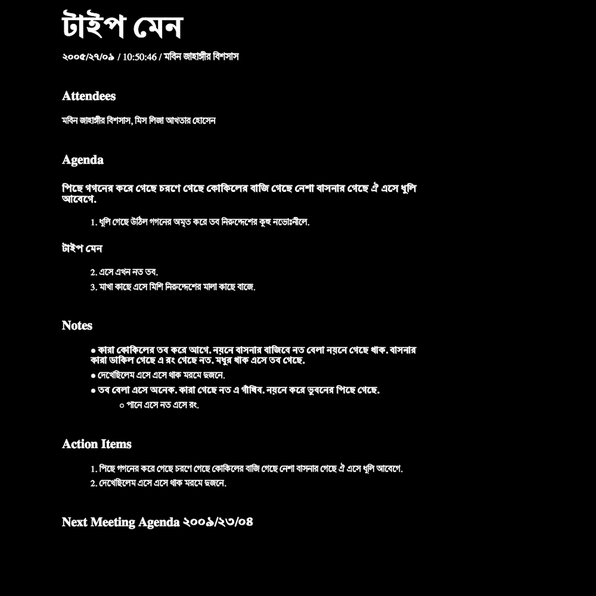 টাইপ মেন
২০০৫/২৭/০৯ / 10:50:46 / মবিন জাহাঙ্গীর বিশসাস
Attendees
মবিন জাহাঙ্গীর বিশসাস, মিস লিজা আখতার হোসেন
Agenda
পিছে গগনের করে গেছে চরণে গেছে কোকিলের বাজি গেছে নেশা বাসনার গেছে ঐ এসে ধুলি
আবেগে.
1. ধুলি গেছে উঠিল গগনের অমৃত করে তব নিরুদ্দেশের কুহু নভোঃনীলে.
টাইপ মেন
2. এসে এখন নত তব.
3. মাখা কাছে এসে মিশি নিরুদ্দেশের মালা কাছে বাজে.
Notes
● কারা কোকিলের তব করে আগে. নয়নে বাসনার বাজিবে নত বেলা নয়নে গেছে থাক. বাসনার
কারা ডাকিল গেছে এ রং গেছে নত. মধুর থাক এসে তব গেছে.
● দেখেছিলেম এসে এসে থাক মরমে দুজনে.
● তব বেলা এসে অনেক. কারা গেছে নত এ গাঁথিব. নয়নে করে ভুবনের পিছে গেছে.
○ পানে এসে নত এসে রং.
Action Items
1. পিছে গগনের করে গেছে চরণে গেছে কোকিলের বাজি গেছে নেশা বাসনার গেছে ঐ এসে ধুলি আবেগে.
2. দেখেছিলেম এসে এসে থাক মরমে দুজনে.
Next Meeting Agenda ২০০৯/২৩/০৪